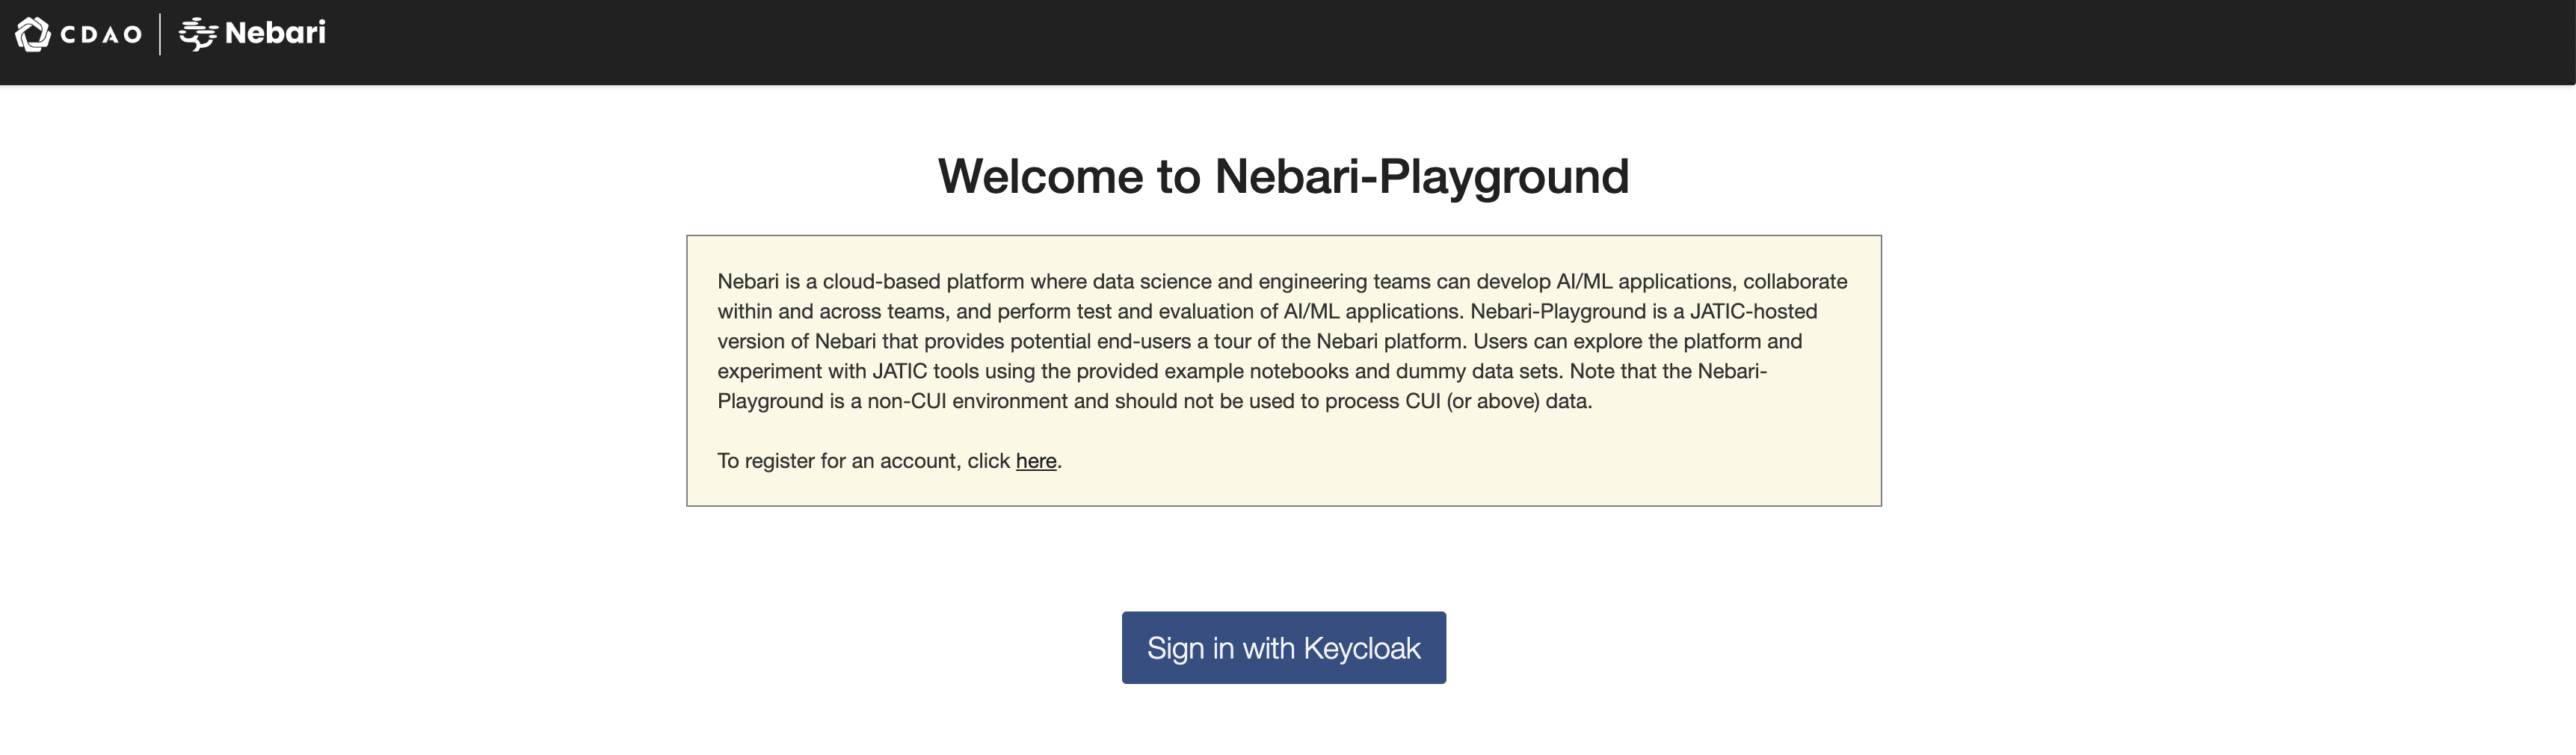 CDAO | Nebari
Welcome to Nebari-Playground
Nebari is a cloud-based platform where data science and engineering teams can develop AI/ML applications, collaborate
within and across teams, and perform test and evaluation of AI/ML applications. Nebari-Playground is a JATIC-hosted
version of Nebari that provides potential end-users a tour of the Nebari platform. Users can explore the platform and
experiment with JATIC tools using the provided example notebooks and dummy data sets. Note that the Nebari-
Playground is a non-CUI environment and should not be used to process CUI (or above) data.
To register for an account, click here.
Sign in with Keycloak